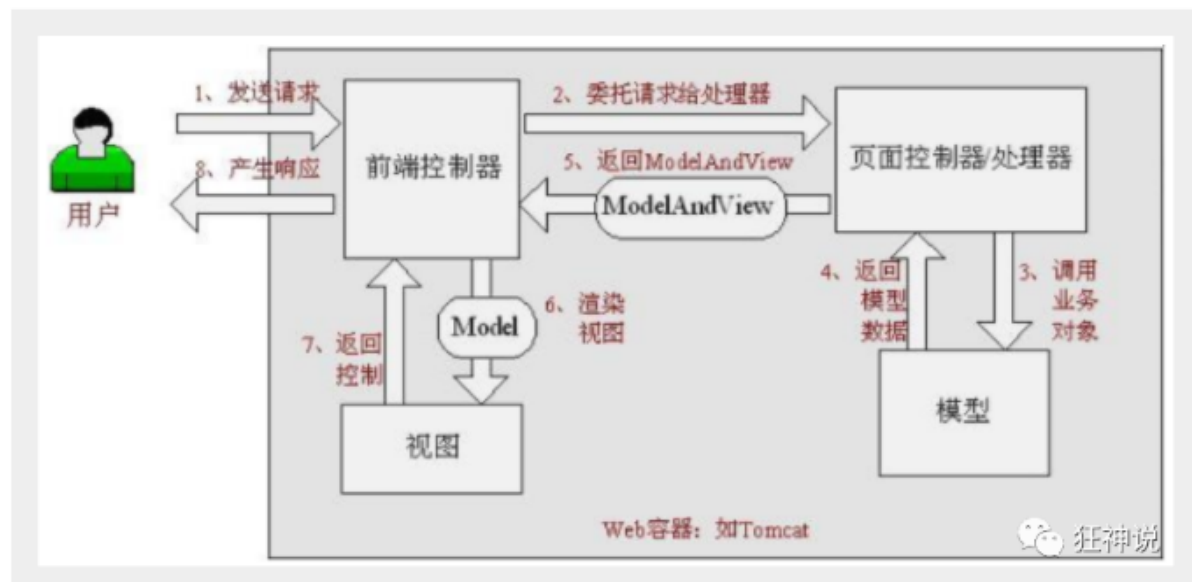 1、发送请求
2、委托请求给处理器
前端控制器
页面控制器/处理器
5、返回ModelAndView
ModelAndView
8、产生响应
用户
4、返回
模型
数据
3、调用
业务
对象
6、渲染
视图
Model
7、返回
控制
视图
模型
Web容器：如Tomcat
狂神说